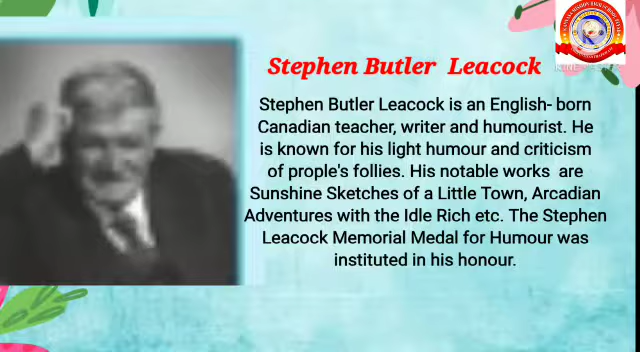 Stephen Butler Leacock
Stephen Butler Leacock is an English- born
Canadian teacher, writer and humourist. He
is known for his light humour and criticism
of prople's follies. His notable works are
Sunshine Sketches of a Little Town, Arcadian
Adventures with the Idle Rich etc. The Stephen
Leacock Memorial Medal for Humour was
instituted in his honour.